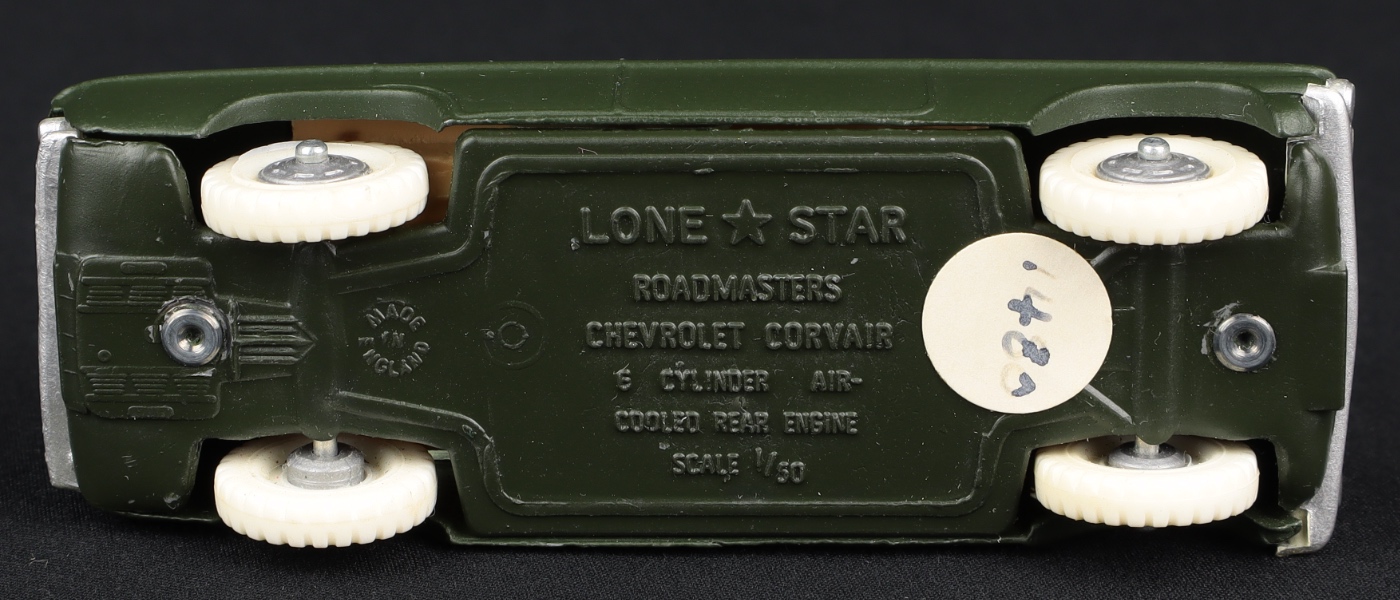 LONE ★ STAR
ROADMASTERS
CHEVROLET CORVAIR
6 CYLINDER AIR-
COOLED REAR ENGINE
SCALE 1/50
MADE
IN
ENGLAND